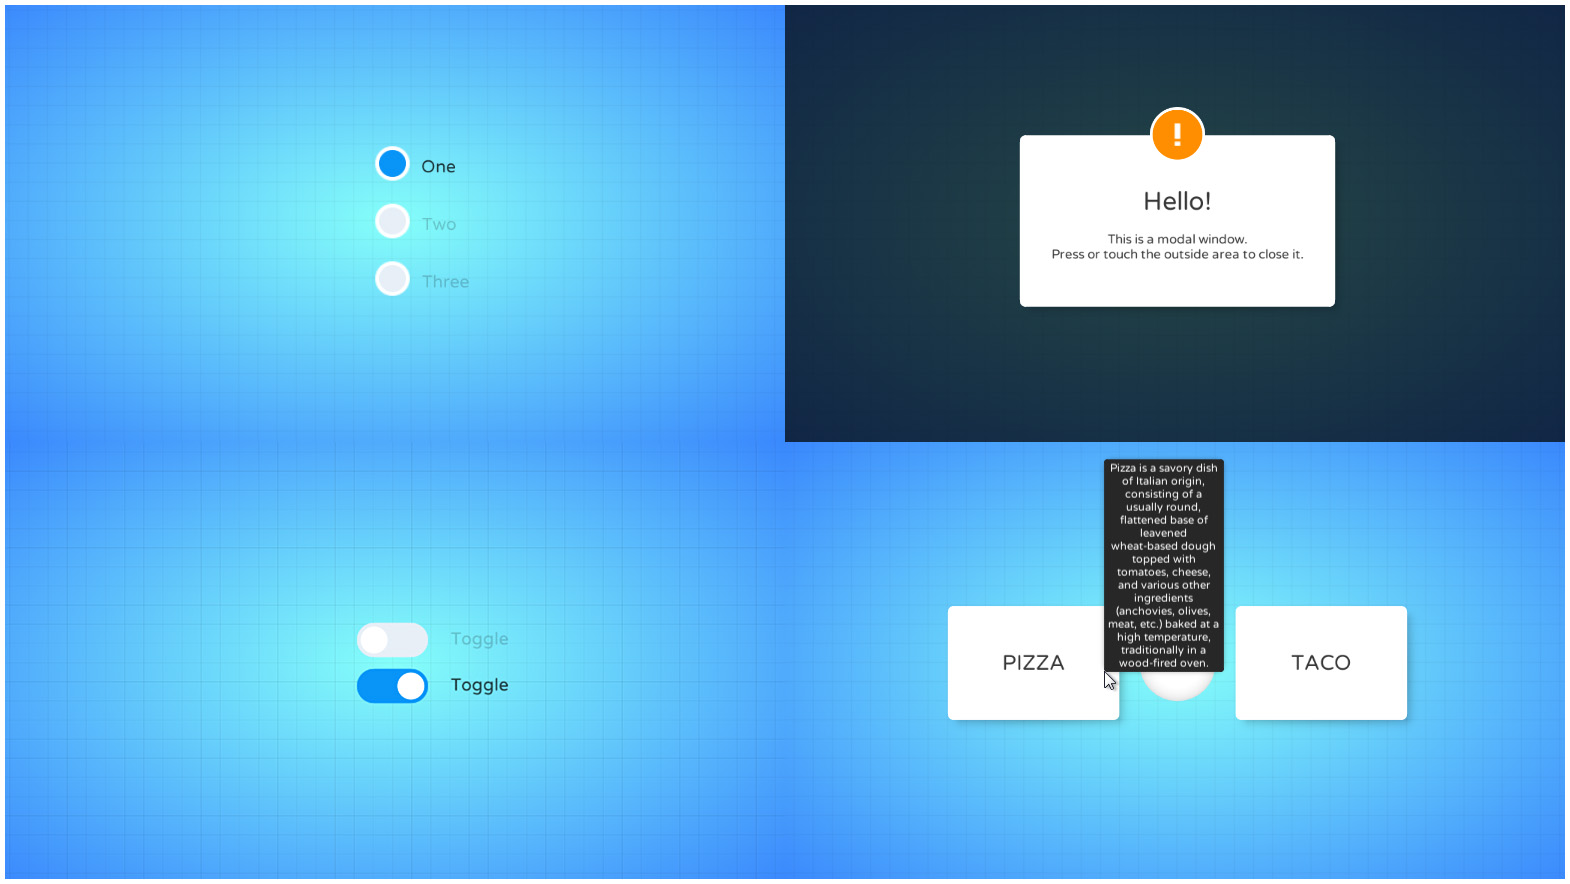 One
Two
Three
!
Hello!
This is a modal window.
Press or touch the outside area to close it.
Toggle
Toggle
Pizza is a savory dish
of Italian origin,
consisting of a
usually round,
flattened base of
leavened
wheat-based dough
topped with
tomatoes, cheese,
and various other
ingredients
(anchovies, olives,
meat, etc.) baked at a
high temperature,
traditionally in a
wood-fired oven.
PIZZA
TACO